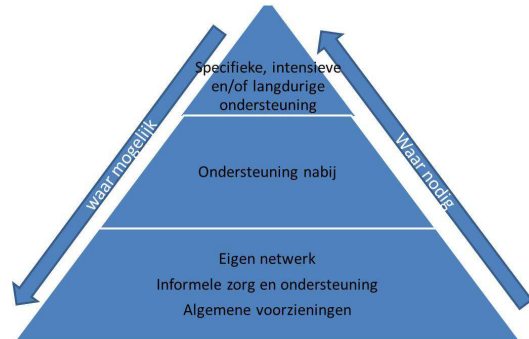 Specifieke, intensieve
en/of langdurige
ondersteuning
waar mogelijk
Waar nodig
Ondersteuning nabij
Eigen netwerk
Informele zorg en ondersteuning
Algemene voorzieningen